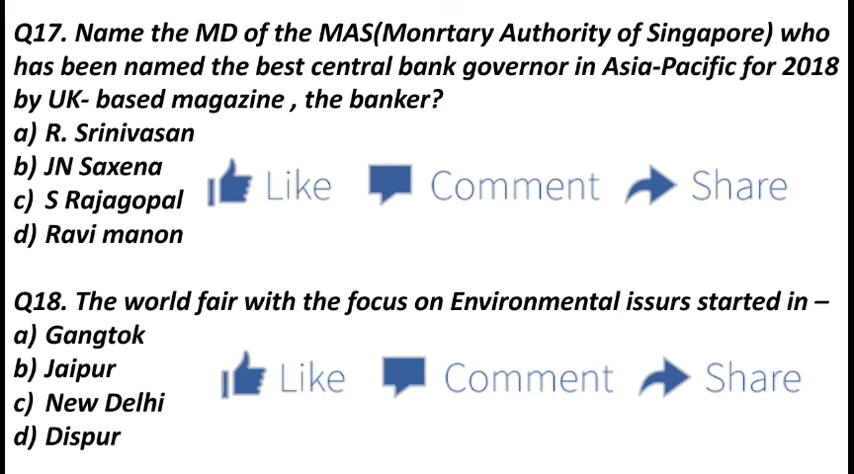 Q17. Name the MD of the MAS(Monrtary Authority of Singapore) who
has been named the best central bank governor in Asia-Pacific for 2018
by UK- based magazine , the banker?
a) R. Srinivasan
b) JN Saxena
c) S Rajagopal
d) Ravi manon
Like Comment Share
Q18. The world fair with the focus on Environmental issurs started in –
a) Gangtok
b) Jaipur
c) New Delhi
d) Dispur
Like Comment Share